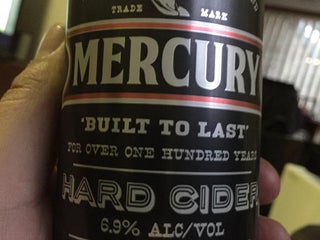 TRADE MARK
MERCURY
'BUILT TO LAST'
FOR OVER ONE HUNDRED YEARS
HARD CIDER
6.9% ALC/VOL